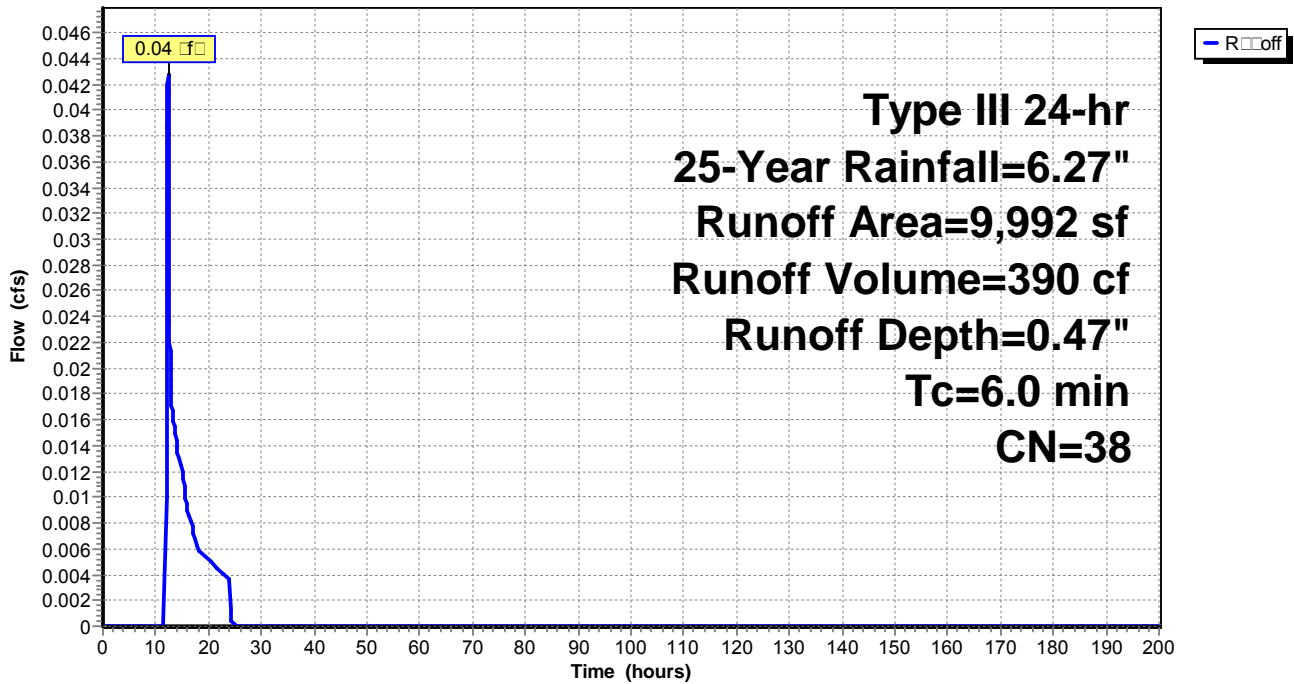 0.046
0.044
0.042
0.04
0.038
0.036
0.034
0.032
0.03
0.028
0.026
0.024
0.022
0.02
0.018
0.016
0.014
0.012
0.01
0.008
0.006
0.004
0.002
0
Flow (cfs)
0.04
Type III 24-hr
25-Year Rainfall=6.27"
Runoff Area=9,992 sf
Runoff Volume=390 cf
Runoff Depth=0.47"
Tc=6.0 min
CN=38
0 10 20 30 40 50 60 70 80 90 100 110 120 130 140 150 160 170 180 190 200
Time (hours)